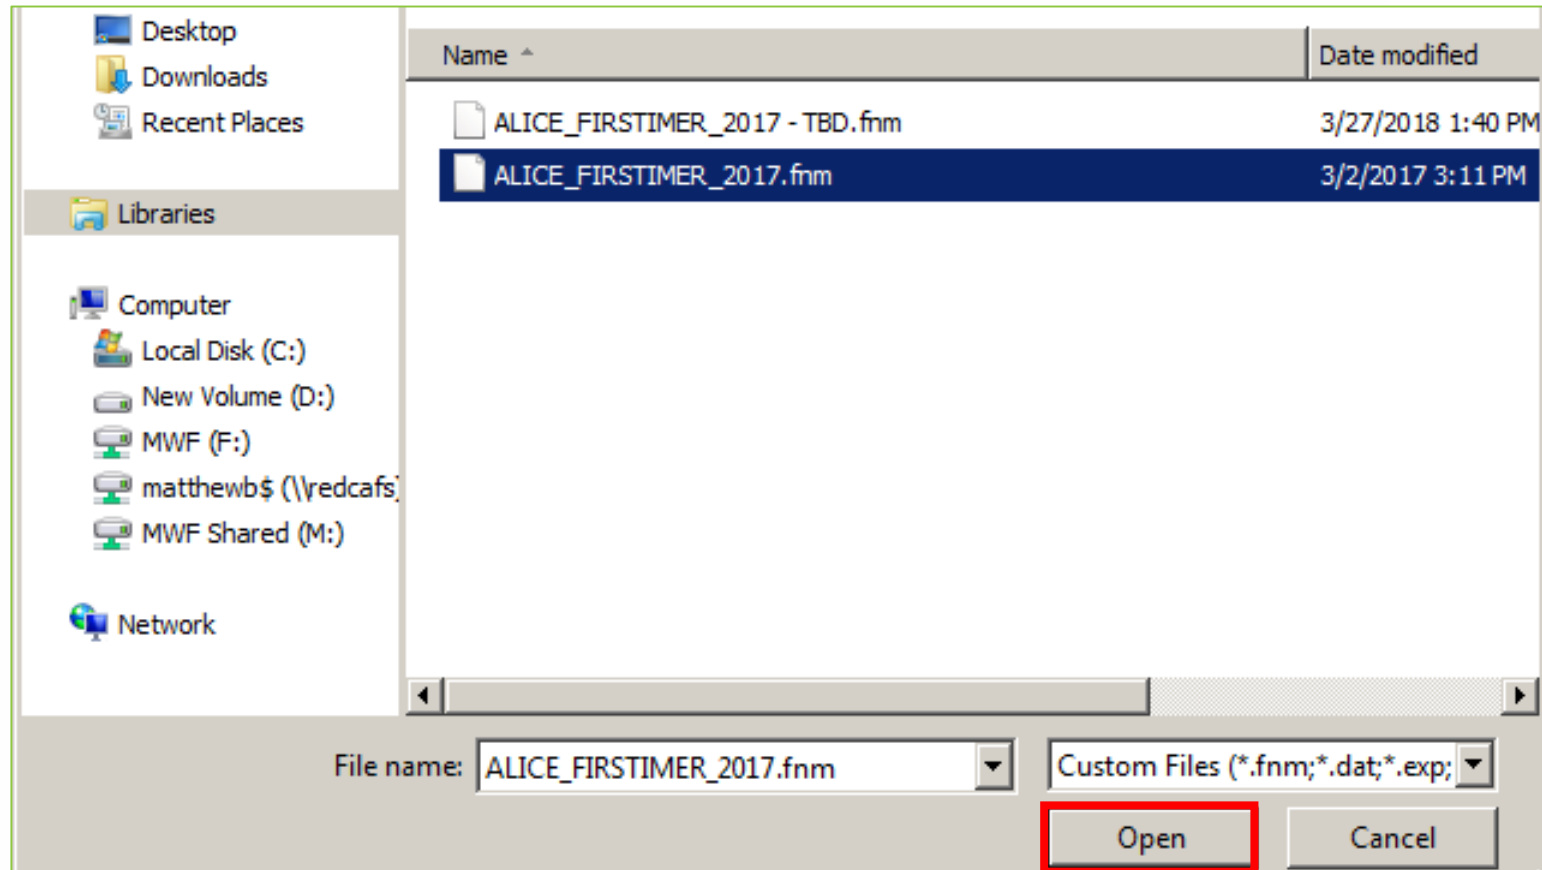 Desktop
Downloads
Recent Places
Libraries
Computer
Local Disk (C:)
New Volume (D:)
MWF (F:)
matthewb$ (\\redcafs)
MWF Shared (M:)
Network
Name Date modified
ALICE_FIRSTIMER_2017 - TBD.fnm 3/27/2018 1:40 PM
ALICE_FIRSTIMER_2017.fnm 3/2/2017 3:11 PM
File name: ALICE_FIRSTIMER_2017.fnm Custom Files (*.fnm;*.dat;*.exp;
Open Cancel